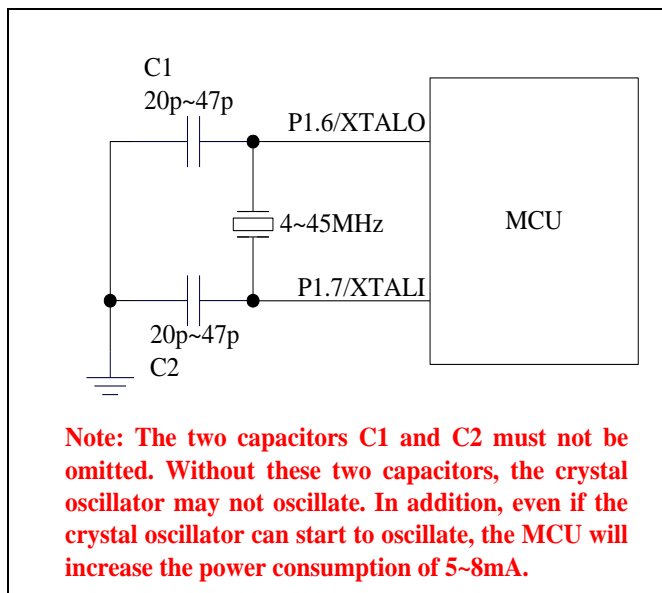 C1
20p~47p
P1.6/XTALO
4~45MHz
MCU
P1.7/XTALI
20p~47p
C2
Note: The two capacitors C1 and C2 must not be
omitted. Without these two capacitors, the crystal
oscillator may not oscillate. In addition, even if the
crystal oscillator can start to oscillate, the MCU will
increase the power consumption of 5~8mA.